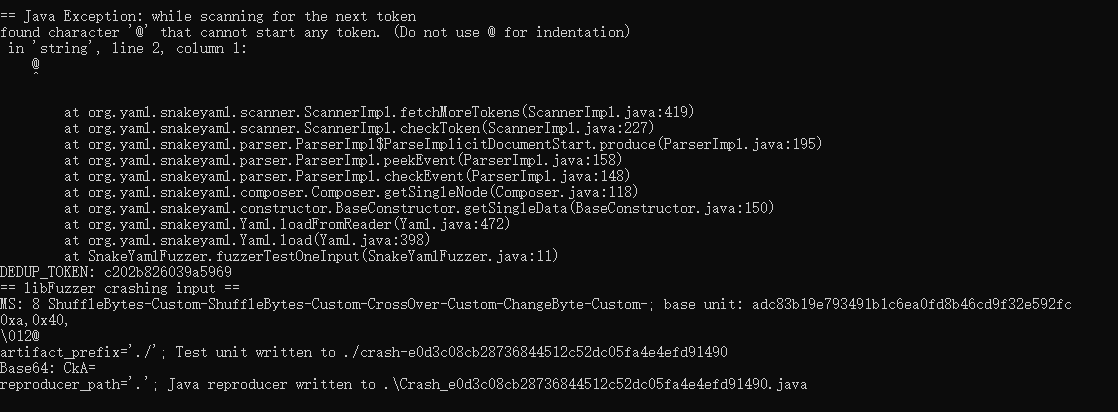 == Java Exception: while scanning for the next token
found character '@' that cannot start any token. (Do not use @ for indentation)
 in 'string', line 2, column 1:
    @
    ^
        at org.yaml.snakeyaml.scanner.ScannerImpl.fetchMoreTokens(ScannerImpl.java:419)
        at org.yaml.snakeyaml.scanner.ScannerImpl.checkToken(ScannerImpl.java:227)
        at org.yaml.snakeyaml.parser.ParserImpl$ParseImplicitDocumentStart.produce(ParserImpl.java:195)
        at org.yaml.snakeyaml.parser.ParserImpl.peekEvent(ParserImpl.java:158)
        at org.yaml.snakeyaml.parser.ParserImpl.checkEvent(ParserImpl.java:148)
        at org.yaml.snakeyaml.composer.Composer.getSingleNode(Composer.java:118)
        at org.yaml.snakeyaml.constructor.BaseConstructor.getSingleData(BaseConstructor.java:150)
        at org.yaml.snakeyaml.Yaml.loadFromReader(Yaml.java:472)
        at org.yaml.snakeyaml.Yaml.load(Yaml.java:398)
        at SnakeYamlFuzzer.fuzzerTestOneInput(SnakeYamlFuzzer.java:11)
DEDUP_TOKEN: c202b826039a5969
== libFuzzer crashing input ==
MS: 8 ShuffleBytes-Custom-ShuffleBytes-Custom-CrossOver-Custom-ChangeByte-Custom-; base unit: adc83b19e793491b1c6ea0fd8b46cd9f32e592fc
0xa,0x40,
\012@
artifact_prefix='./'; Test unit written to ./crash-e0d3c08cb28736844512c52dc05fa4e4efd91490
Base64: CkA=
reproducer_path='.'; Java reproducer written to .\Crash_e0d3c08cb28736844512c52dc05fa4e4efd91490.java